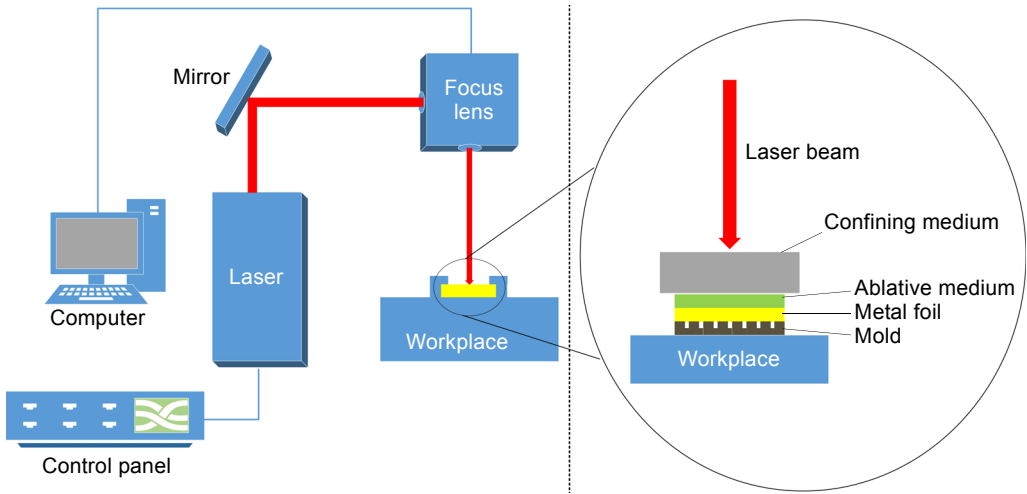 Mirror
Focus
lens
Laser
Computer
Workplace
Control panel
Laser beam
Confining medium
Ablative medium
Metal foil
Mold
Workplace